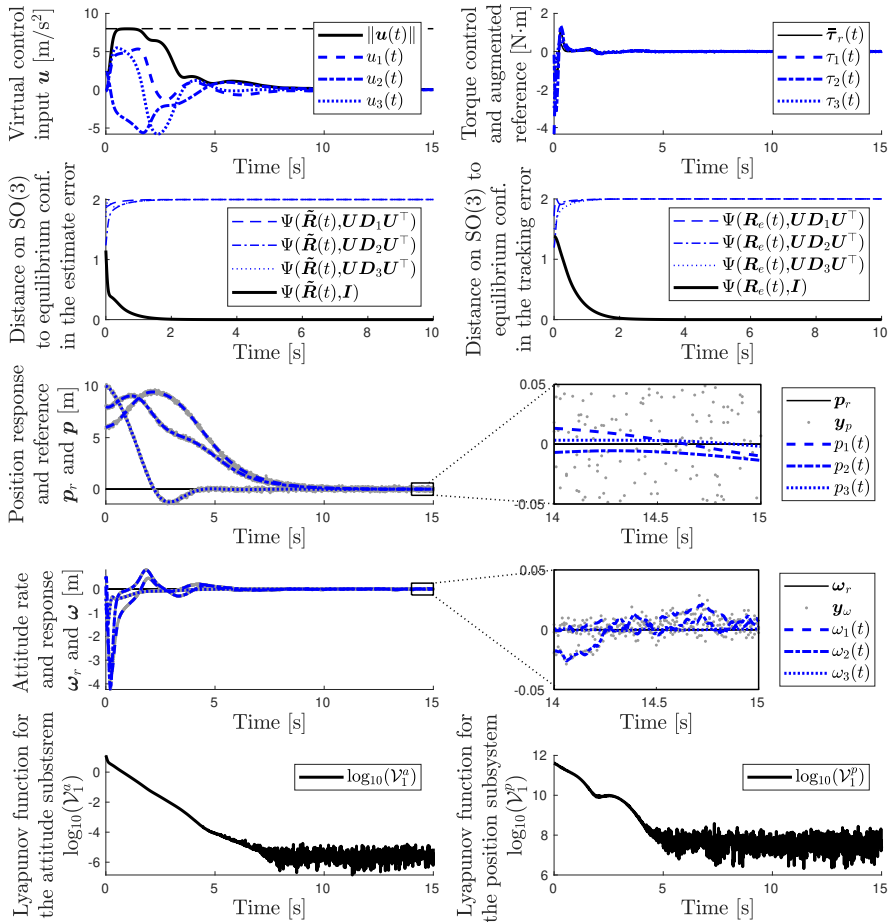 Virtual control
input u [m/s²]
10
5
0
-5
0
5
10
15
Time [s]
‖u(t)‖
u₁(t)
u₂(t)
u₃(t)
Torque control
and augmented
reference [N·m]
2
0
-2
-4
0
5
10
15
Time [s]
τ̄ᵣ(t)
τ₁(t)
τ₂(t)
τ₃(t)
Distance on SO(3)
to equilibrium conf.
in the estimate error
2
1
0
0
2
4
6
8
10
Time [s]
Ψ(R̃(t),UD₁U⊤)
Ψ(R̃(t),UD₂U⊤)
Ψ(R̃(t),UD₃U⊤)
Ψ(R̃(t),I)
Distance on SO(3) to
equilibrium conf.
in the tracking error
2
1
0
0
2
4
6
8
10
Time [s]
Ψ(Rₑ(t),UD₁U⊤)
Ψ(Rₑ(t),UD₂U⊤)
Ψ(Rₑ(t),UD₃U⊤)
Ψ(Rₑ(t),I)
Position response
and reference
pᵣ and p [m]
10
5
0
0
5
10
15
Time [s]
0.05
0
-0.05
14
14.5
15
Time [s]
pᵣ
yₚ
p₁(t)
p₂(t)
p₃(t)
Attitude rate
and response
ωᵣ and ω [m]
0
-1
-2
-3
-4
0
5
10
15
Time [s]
0.05
0
-0.05
14
14.5
15
Time [s]
ωᵣ
y_ω
ω₁(t)
ω₂(t)
ω₃(t)
Lyapunov function for
the attitude subststrem
log₁₀(𝒱₁ᵃ)
0
-2
-4
-6
0
5
10
15
Time [s]
log₁₀(𝒱₁ᵃ)
Lyapunov function for
the position subsystem
log₁₀(𝒱₁ᵖ)
12
10
8
6
0
5
10
15
Time [s]
log₁₀(𝒱₁ᵖ)